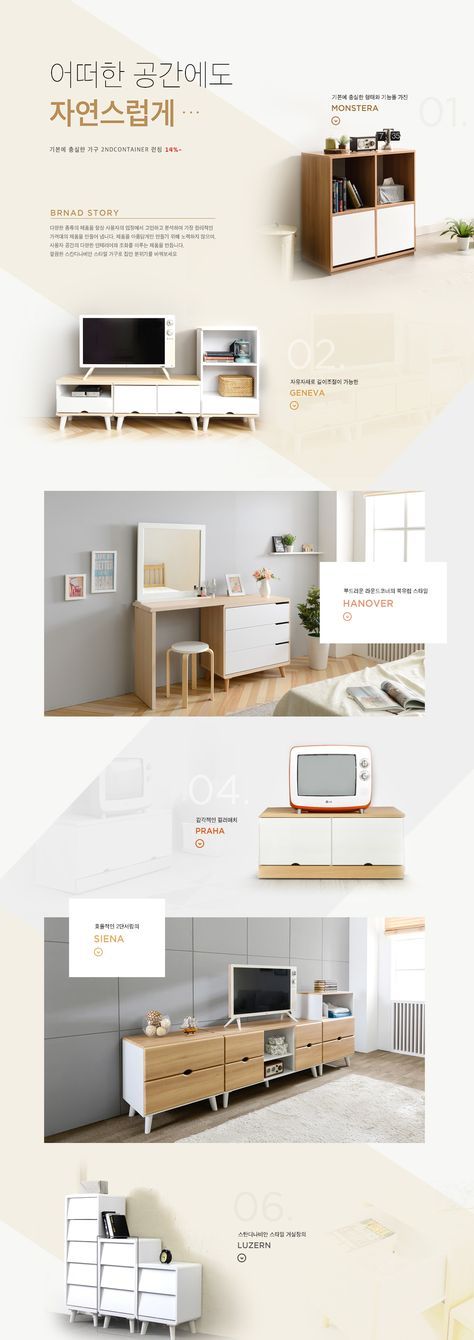 어떠한 공간에도
자연스럽게 ···
기본에 충실한 가구 2NDCONTAINER 런칭 14%~
기본에 충실한 형태와 기능을 가진
MONSTERA
01.
BRNAD STORY
다양한 종류의 제품을 항상 사용자의 입장에서 고민하고 분석하여 가장 합리적인
가격대의 제품을 만들어 냅니다. 제품을 아름답게만 만들기 위해 노력하지 않으며,
사용자 공간의 다양한 인테리어와 조화를 이루는 제품을 만듭니다.
깔끔한 스칸디나비안 스타일 가구로 집안 분위기를 바꿔보세요
02.
자유자재로 길이조절이 가능한
GENEVA
부드러운 라운드코너의 북유럽 스타일
HANOVER
04.
감각적인 컬러매치
PRAHA
효율적인 2단서랍의
SIENA
06.
스칸디나비안 스타일 거실장의
LUZERN